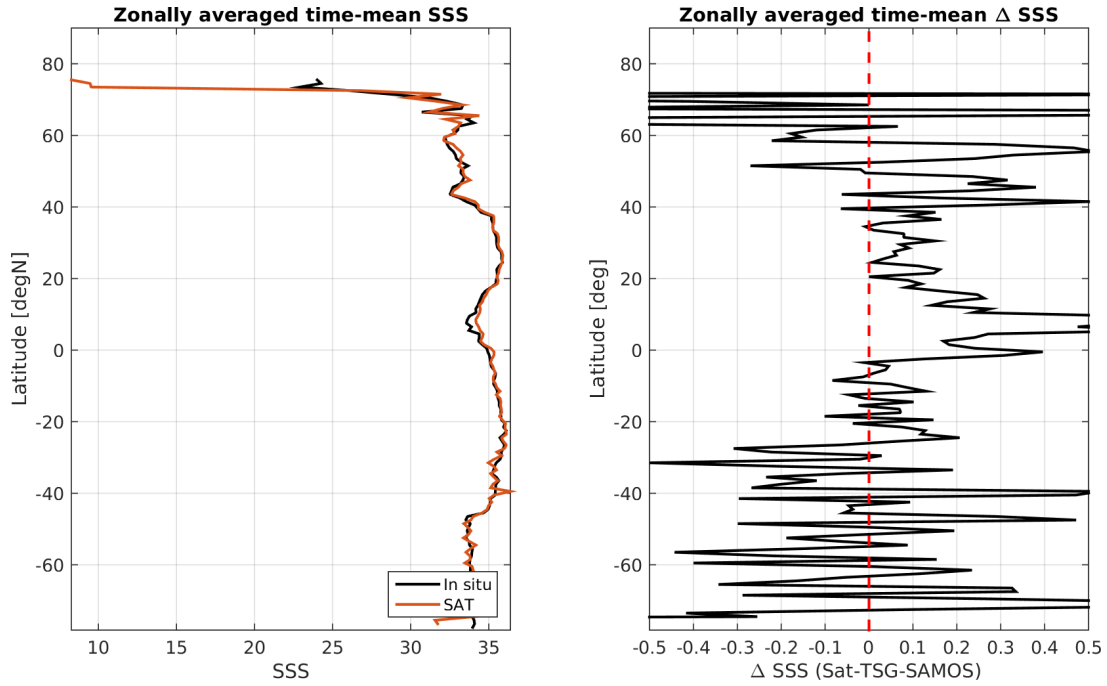 Zonally averaged time-mean SSS
80
60
40
20
0
-20
-40
-60
Latitude [degN]
10 15 20 25 30 35
SSS
In situ
SAT
Zonally averaged time-mean Δ SSS
80
60
40
20
0
-20
-40
-60
Latitude [deg]
-0.5 -0.4 -0.3 -0.2 -0.1 0 0.1 0.2 0.3 0.4 0.5
Δ SSS (Sat-TSG-SAMOS)